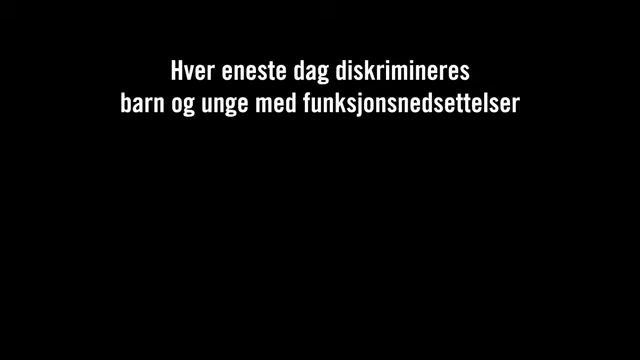 Hver eneste dag diskrimineres
barn og unge med funksjonsnedsettelser